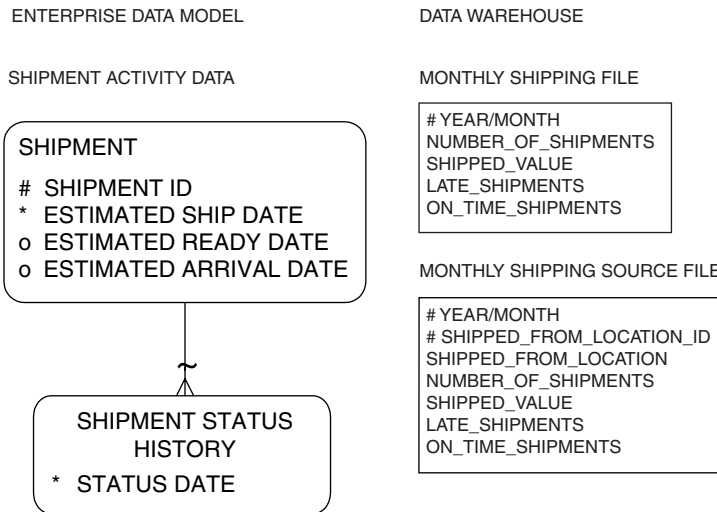 ENTERPRISE DATA MODEL
DATA WAREHOUSE
SHIPMENT ACTIVITY DATA
SHIPMENT
# SHIPMENT ID
* ESTIMATED SHIP DATE
o ESTIMATED READY DATE
o ESTIMATED ARRIVAL DATE
~
SHIPMENT STATUS
HISTORY
* STATUS DATE
MONTHLY SHIPPING FILE
# YEAR/MONTH
NUMBER_OF_SHIPMENTS
SHIPPED_VALUE
LATE_SHIPMENTS
ON_TIME_SHIPMENTS
MONTHLY SHIPPING SOURCE FILE
# YEAR/MONTH
# SHIPPED_FROM_LOCATION_ID
SHIPPED_FROM_LOCATION
NUMBER_OF_SHIPMENTS
SHIPPED_VALUE
LATE_SHIPMENTS
ON_TIME_SHIPMENTS